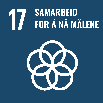 17 SAMARBEID
FOR Å NÅ MÅLENE